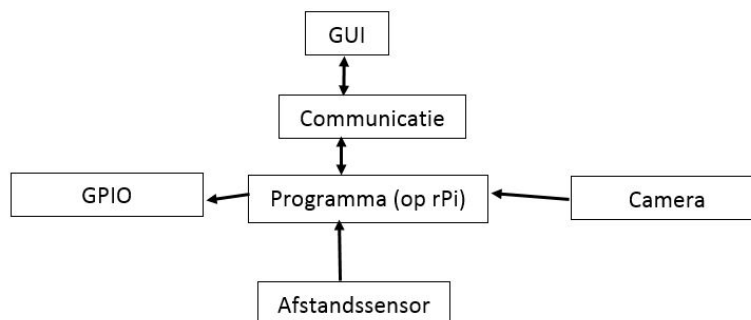 GUI
Communicatie
GPIO
Programma (op rPi)
Camera
Afstandssensor